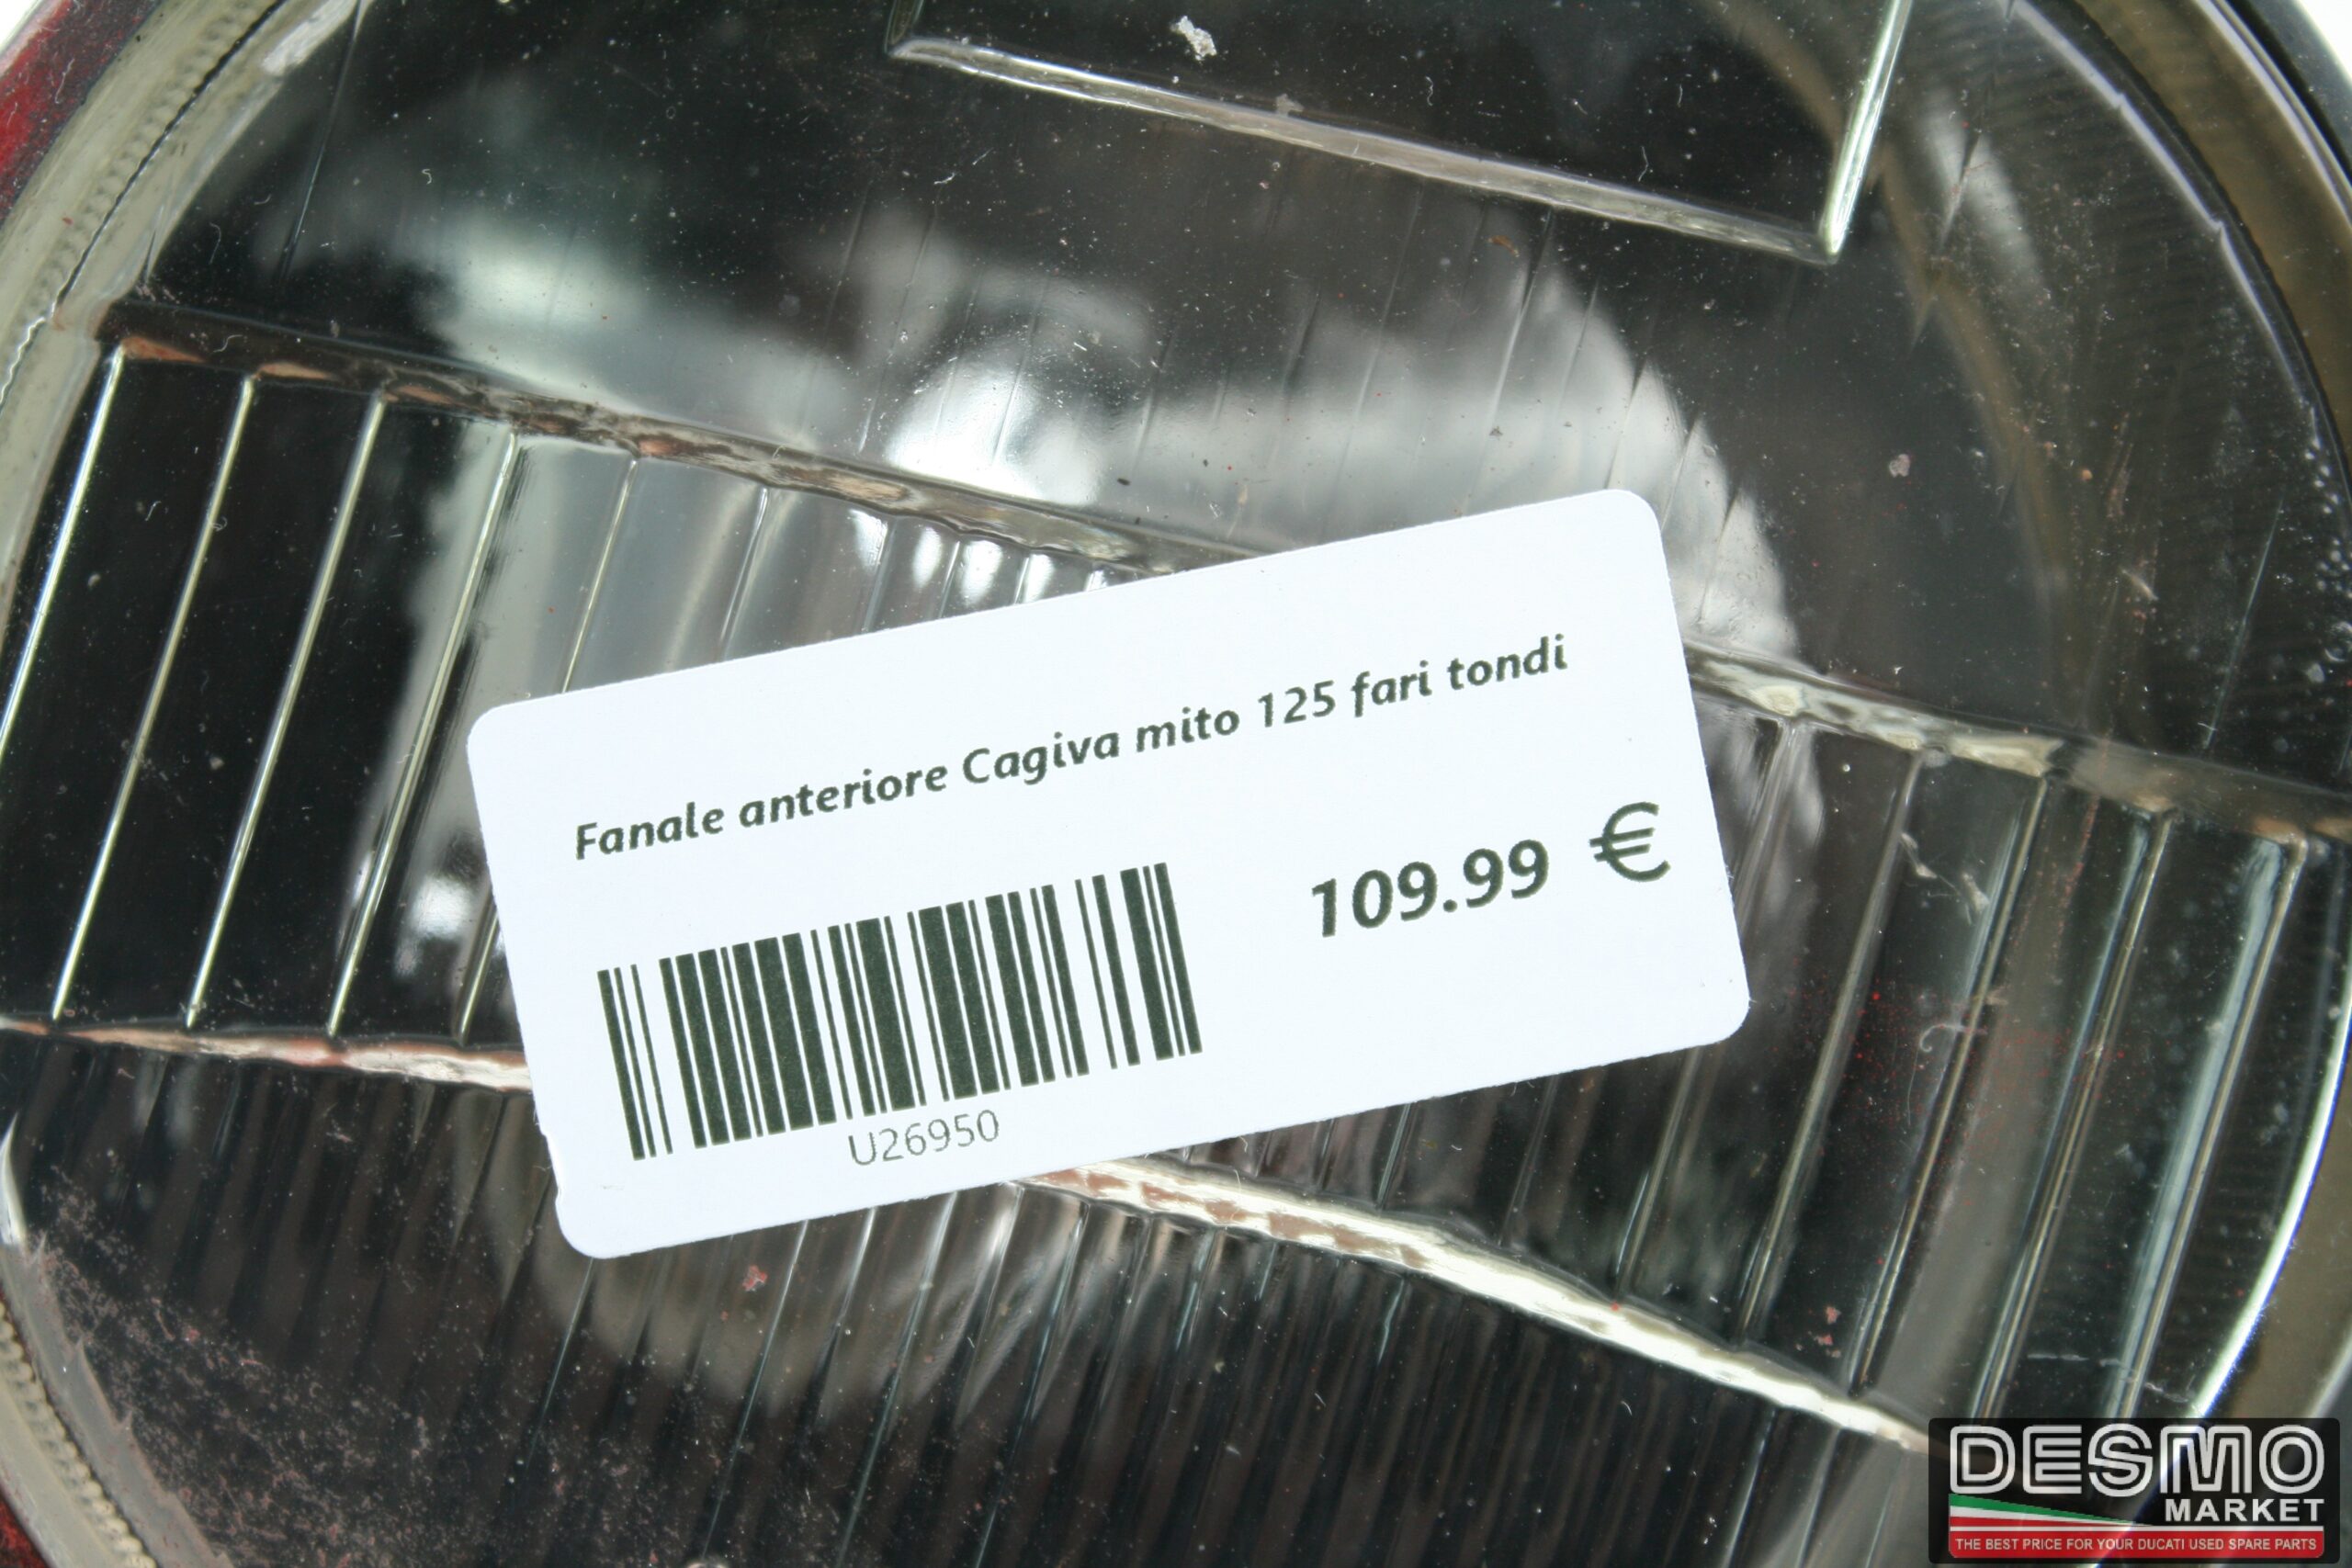 Fanale anteriore Cagiva mito 125 fari tondi
109.99 €
U26950
DESMO
MARKET
THE BEST PRICE FOR YOUR DUCATI USED SPARE PARTS